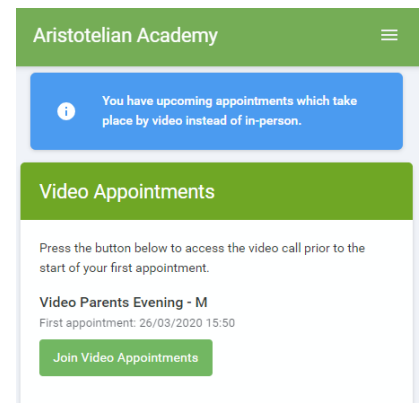 Aristotelian Academy
You have upcoming appointments which take
place by video instead of in-person.
Video Appointments
Press the button below to access the video call prior to the
start of your first appointment.
Video Parents Evening - M
First appointment: 26/03/2020 15:50
Join Video Appointments